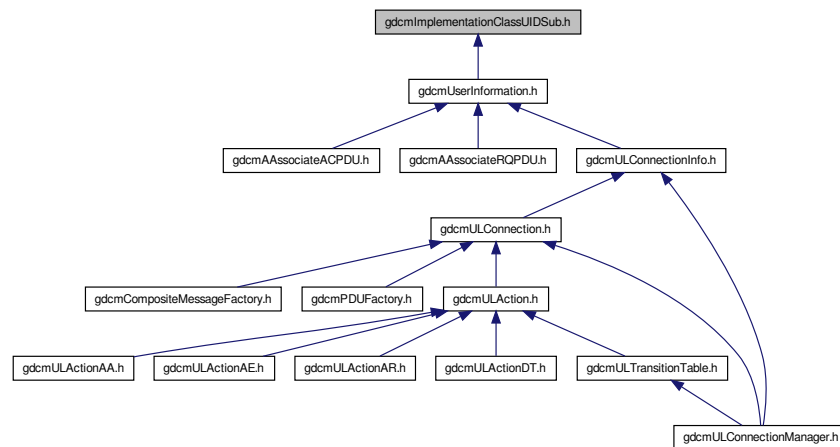 gdcmImplementationClassUIDSub.h
gdcmUserInformation.h
gdcmAAssociateACPDU.h
gdcmAAssociateRQPDU.h
gdcmULConnectionInfo.h
gdcmULConnection.h
gdcmCompositeMessageFactory.h
gdcmPDUFactory.h
gdcmULAction.h
gdcmULActionAA.h
gdcmULActionAE.h
gdcmULActionAR.h
gdcmULActionDT.h
gdcmULTransitionTable.h
gdcmULConnectionManager.h